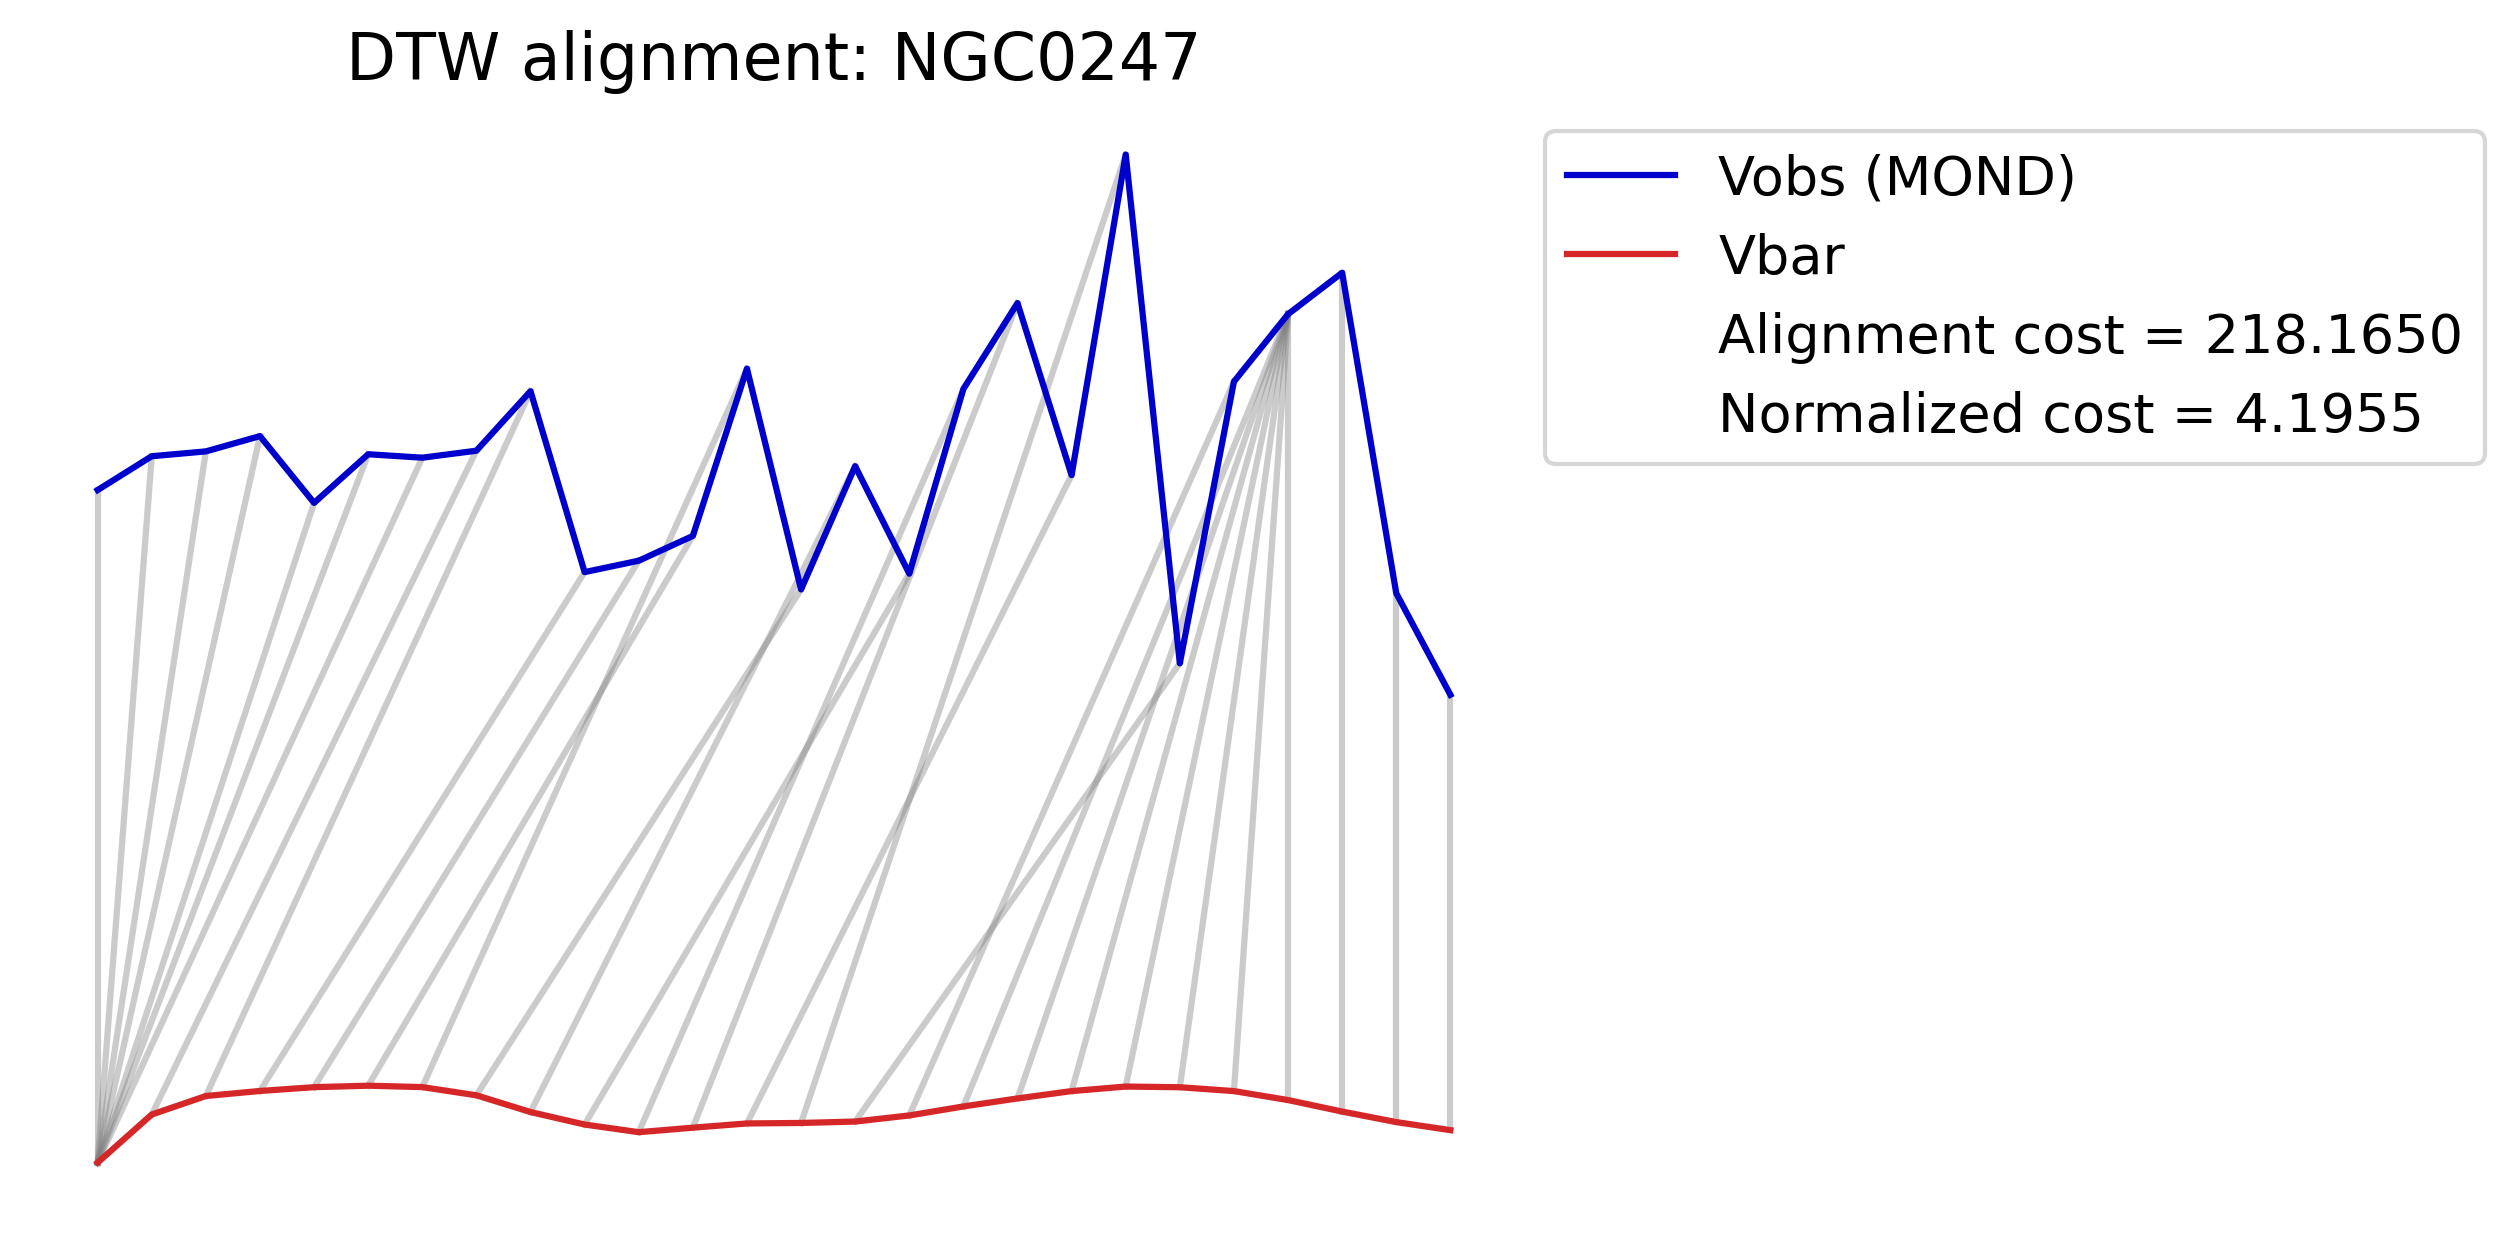 DTW alignment: NGC0247
Vobs (MOND)
Vbar
Alignment cost = 218.1650
Normalized cost = 4.1955